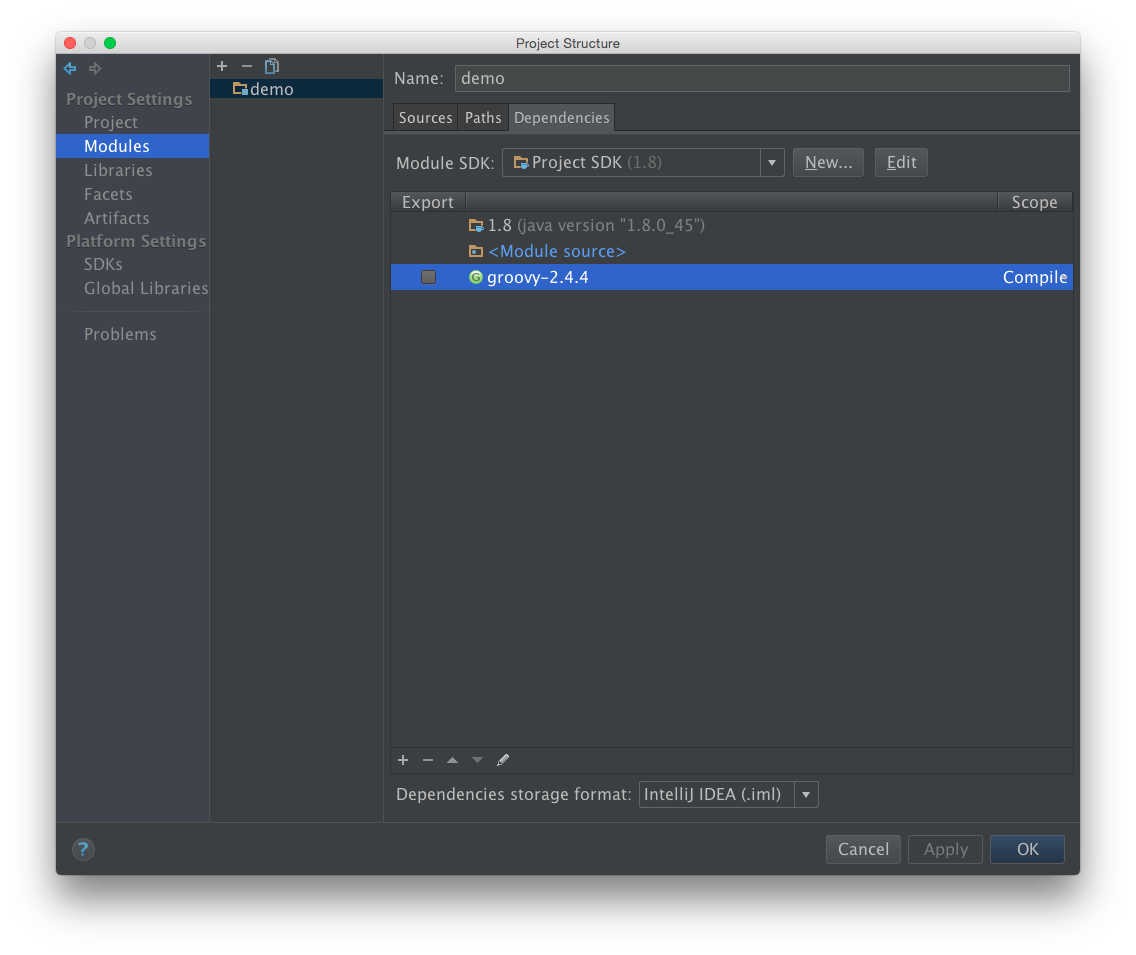 Project Structure
Project Settings
Project
Modules
Libraries
Facets
Artifacts
Platform Settings
SDKs
Global Libraries
Problems
demo
Name: demo
Sources Paths Dependencies
Module SDK: Project SDK (1.8) New... Edit
Export Scope
1.8 (java version "1.8.0_45")
<Module source>
G groovy-2.4.4 Compile
Dependencies storage format: IntelliJ IDEA (.iml)
? Cancel Apply OK